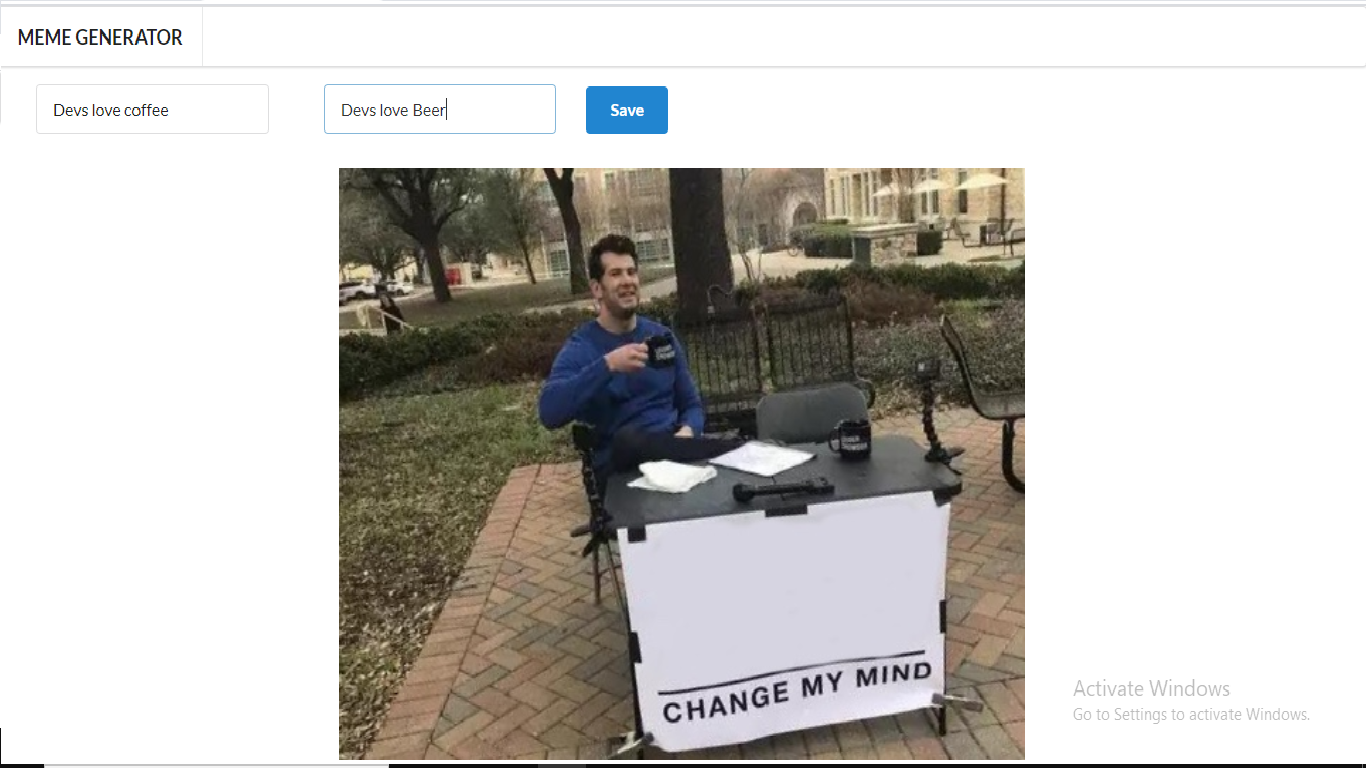 MEME GENERATOR
Devs love coffee
Devs love Beer
Save
CHANGE MY MIND
Activate Windows
Go to Settings to activate Windows.